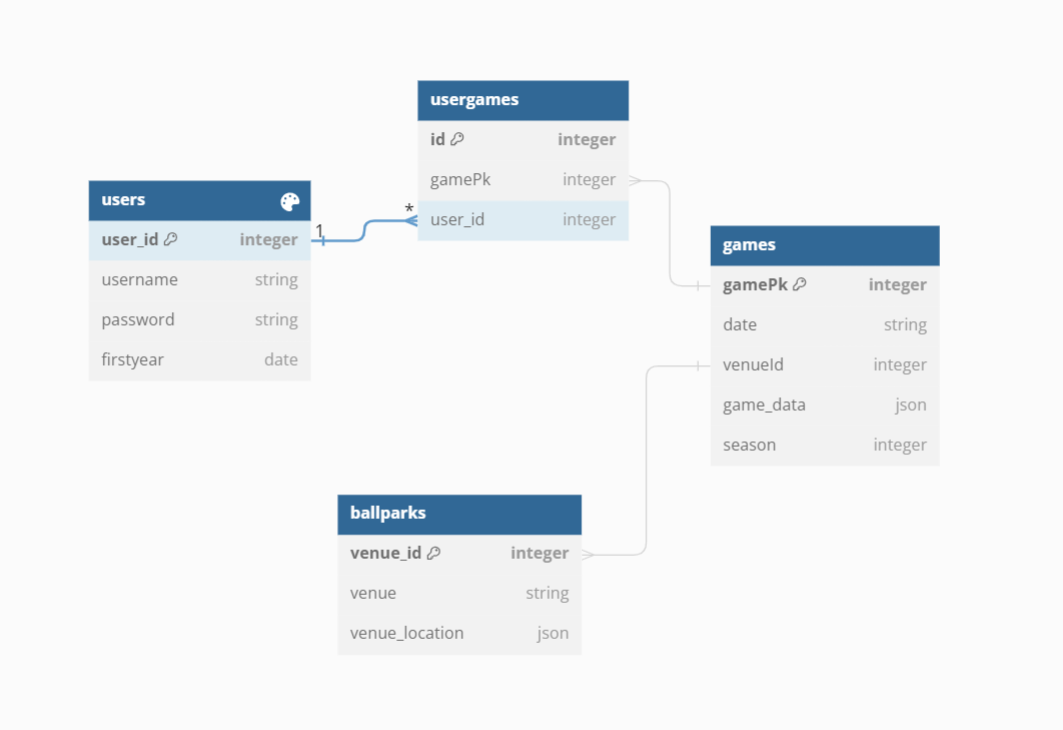 usergames
id integer
gamePk integer
user_id integer
users
user_id integer
username string
password string
firstyear date
1
*
games
gamePk integer
date string
venueId integer
game_data json
season integer
ballparks
venue_id integer
venue string
venue_location json